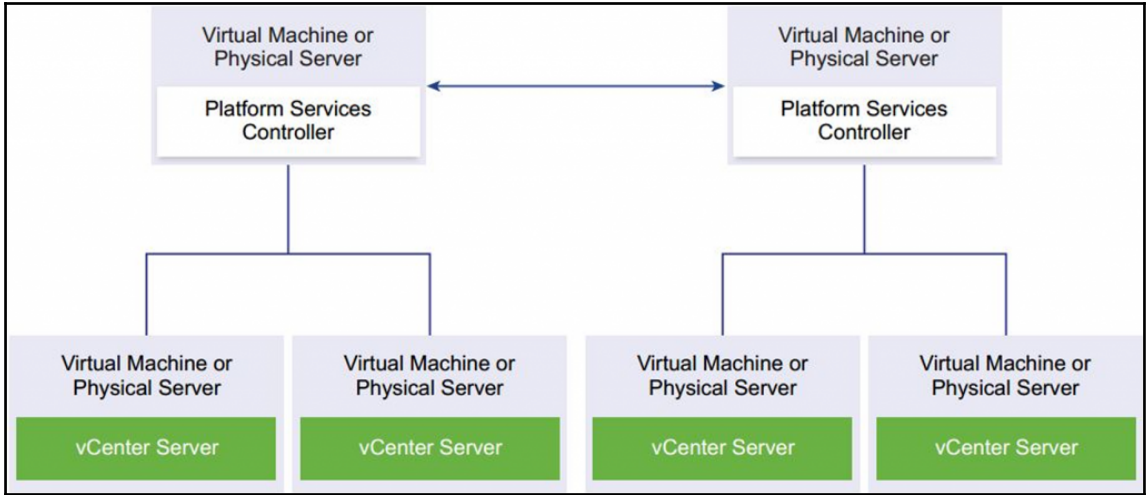 Virtual Machine or
Physical Server
Platform Services
Controller
Virtual Machine or
Physical Server
Platform Services
Controller
Virtual Machine or
Physical Server
vCenter Server
Virtual Machine or
Physical Server
vCenter Server
Virtual Machine or
Physical Server
vCenter Server
Virtual Machine or
Physical Server
vCenter Server